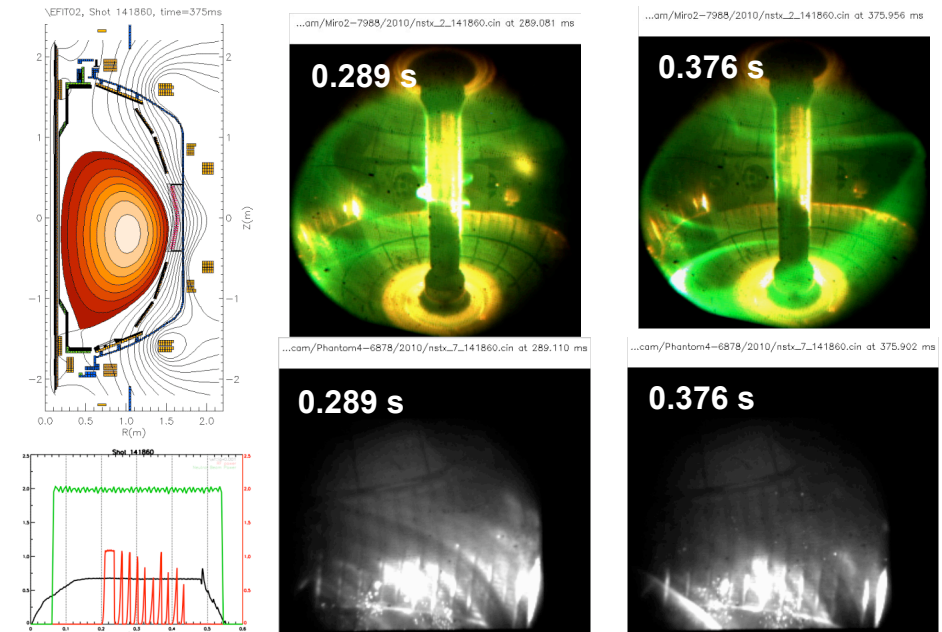 \EFIT02, Shot 141860, time=375ms
2
1
0
−1
−2
2
1
0
−1
−2
Z(m)
0.0 0.5 1.0 1.5 2.0
R(m)
...am/Miro2-7988/2010/nstx_2_141860.cin at 289.081 ms
0.289 s
...am/Miro2-7988/2010/nstx_2_141860.cin at 375.956 ms
0.376 s
...cam/Phantom4-6878/2010/nstx_7_141860.cin at 289.110 ms
0.289 s
...cam/Phantom4-6878/2010/nstx_7_141860.cin at 375.902 ms
0.376 s
Shot 141860
2.5
2.0
1.5
1.0
0.5
0.0
2.5
2.0
1.5
1.0
0.5
0.0
0 0.1 0.2 0.3 0.4 0.5 0.6